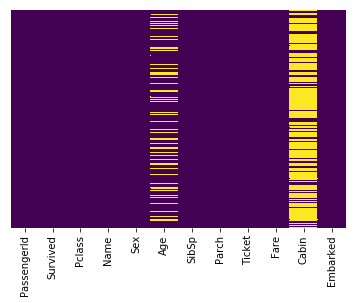 PassengerId
Survived
Pclass
Name
Sex
Age
SibSp
Parch
Ticket
Fare
Cabin
Embarked